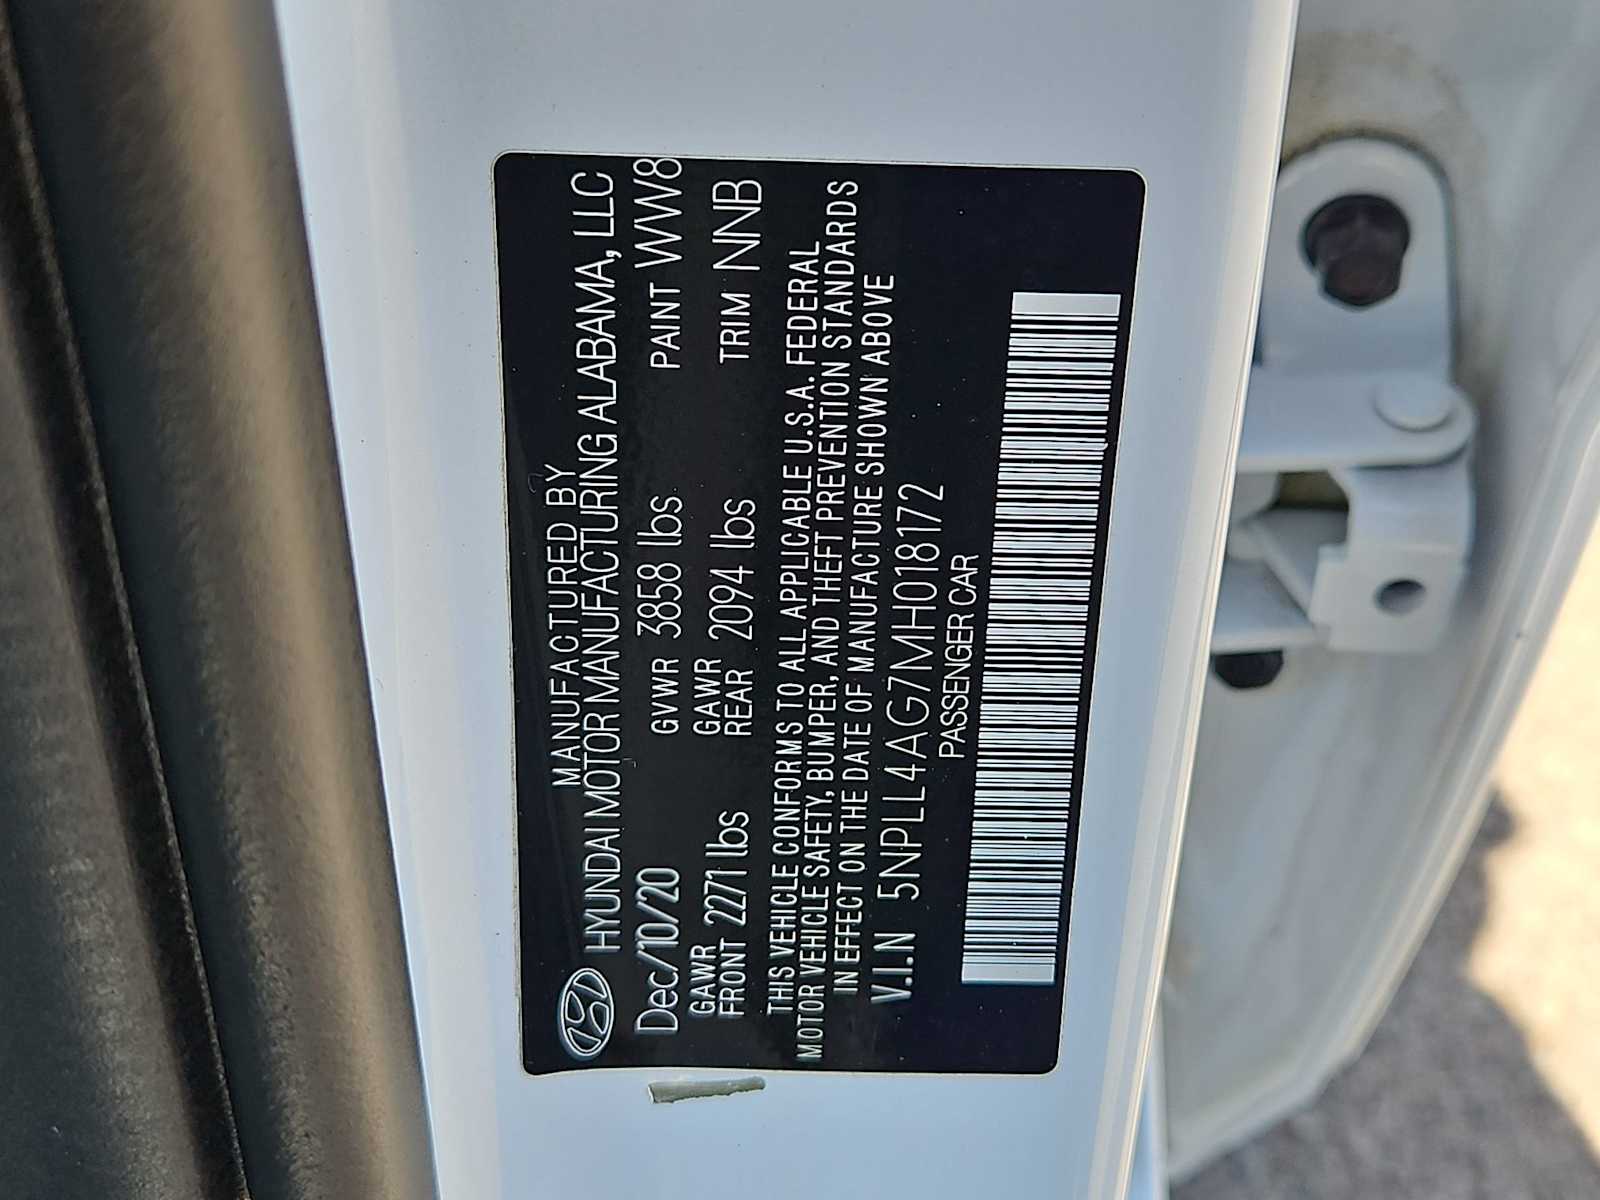 MANUFACTURED BY
HYUNDAI MOTOR MANUFACTURING ALABAMA, LLC
Dec/10/20 GVWR 3858 lbs PAINT WW8
GAWR FRONT 2271 lbs GAWR REAR 2094 lbs TRIM NNB
THIS VEHICLE CONFORMS TO ALL APPLICABLE U.S.A. FEDERAL
MOTOR VEHICLE SAFETY, BUMPER, AND THEFT PREVENTION STANDARDS
IN EFFECT ON THE DATE OF MANUFACTURE SHOWN ABOVE
V.I.N 5NPLL4AG7MH018172
PASSENGER CAR